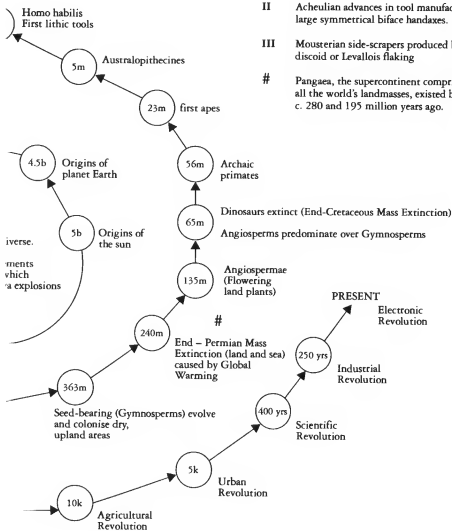 Homo habilis
First lithic tools
II Acheulian advances in tool manufac
large symmetrical biface handaxes.
III Mousterian side-scrapers produced
discoid or Levallois flaking
# Pangaea, the supercontinent compri
all the world's landmasses, existed
c. 280 and 195 million years ago.
5m
Australopithecines
23m
first apes
4.5b
Origins of
planet Earth
56m
Archaic
primates
5b
Origins of
the sun
65m
Dinosaurs extinct (End-Cretaceous Mass Extinction)
Angiosperms predominate over Gymnosperms
iverse.
ments
which
va explosions
135m
Angiospermae
(Flowering
land plants)
#
240m
End – Permian Mass
Extinction (land and sea)
caused by Global
Warming
363m
Seed-bearing (Gymnosperms) evolve
and colonise dry,
upland areas
PRESENT
Electronic
Revolution
250 yrs
Industrial
Revolution
400 yrs
Scientific
Revolution
5k
Urban
Revolution
10k
Agricultural
Revolution